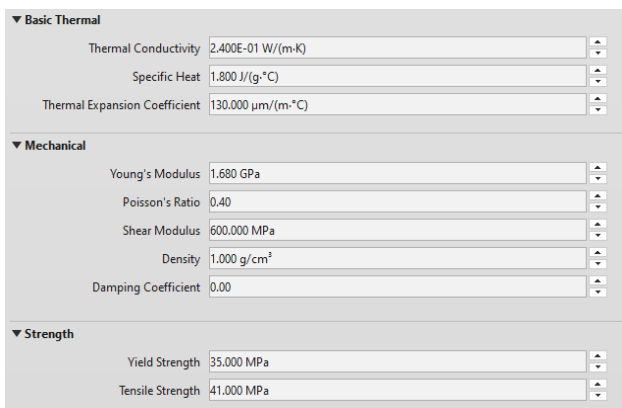 ▼ Basic Thermal
Thermal Conductivity 2.400E-01 W/(m·K)
Specific Heat 1.800 J/(g·°C)
Thermal Expansion Coefficient 130.000 μm/(m·°C)
▼ Mechanical
Young's Modulus 1.680 GPa
Poisson's Ratio 0.40
Shear Modulus 600.000 MPa
Density 1.000 g/cm³
Damping Coefficient 0.00
▼ Strength
Yield Strength 35.000 MPa
Tensile Strength 41.000 MPa